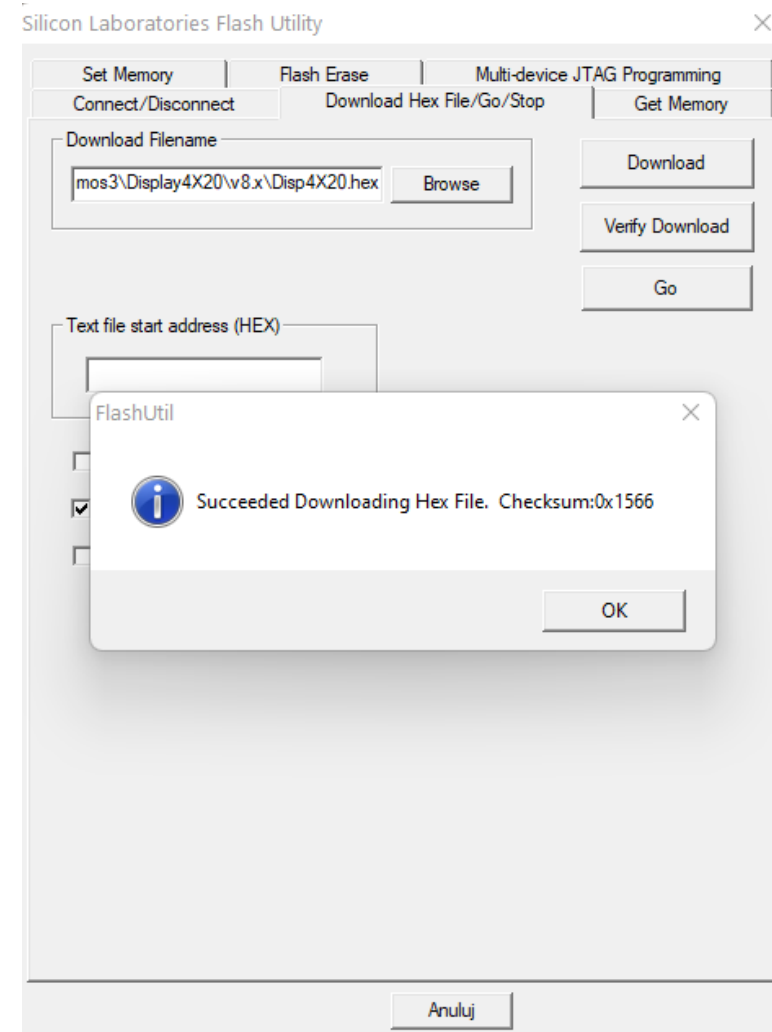 Silicon Laboratories Flash Utility
Set Memory
Flash Erase
Multi-device JTAG Programming
Connect/Disconnect
Download Hex File/Go/Stop
Get Memory
Download Filename
mos3\Display4X20\v8.x\Disp4X20.hex
Browse
Download
Verify Download
Go
Text file start address (HEX)
FlashUtil
Succeeded Downloading Hex File. Checksum:0x1566
OK
Anuluj